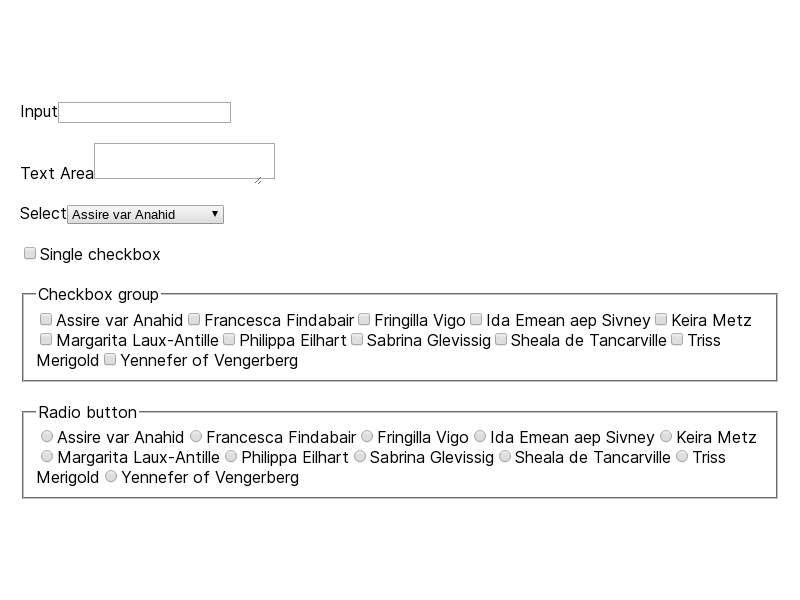 Input
Text Area
Select Assire var Anahid
Single checkbox
Checkbox group
Assire var Anahid Francesca Findabair Fringilla Vigo Ida Emean aep Sivney Keira Metz
Margarita Laux-Antille Philippa Eilhart Sabrina Glevissig Sheala de Tancarville Triss
Merigold Yennefer of Vengerberg
Radio button
Assire var Anahid Francesca Findabair Fringilla Vigo Ida Emean aep Sivney Keira Metz
Margarita Laux-Antille Philippa Eilhart Sabrina Glevissig Sheala de Tancarville Triss
Merigold Yennefer of Vengerberg